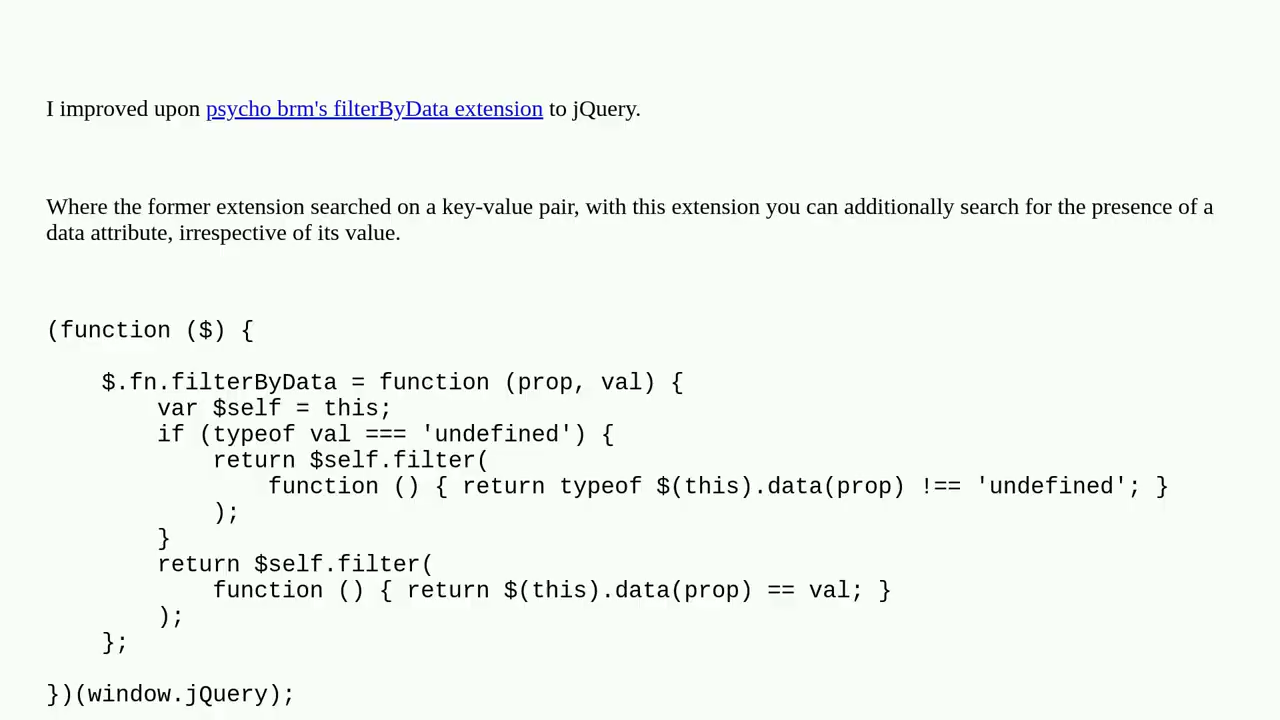 I improved upon psycho brm's filterByData extension to jQuery.
Where the former extension searched on a key-value pair, with this extension you can additionally search for the presence of a
data attribute, irrespective of its value.
(function ($) {
    $.fn.filterByData = function (prop, val) {
        var $self = this;
        if (typeof val === 'undefined') {
            return $self.filter(
                function () { return typeof $(this).data(prop) !== 'undefined'; }
            );
        }
        return $self.filter(
            function () { return $(this).data(prop) == val; }
        );
    };
})(window.jQuery);